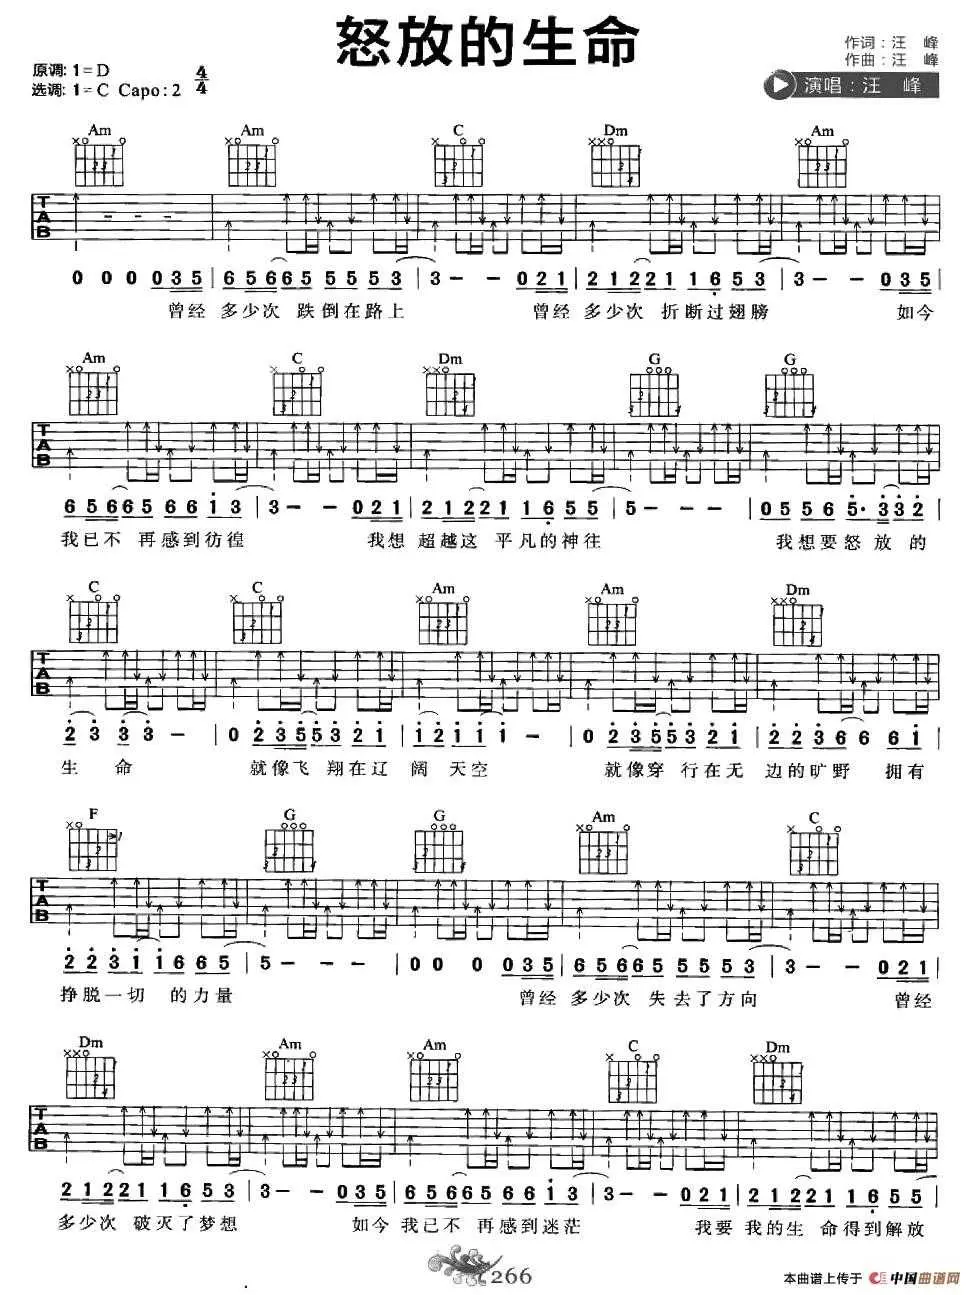 怒放的生命
原调: 1=D 4/4
作词:汪 峰
作曲:汪 峰
选调: 1=C Capo: 2
演唱:汪 峰
Am Am C Dm Am
TAB
0 0 0 0 3 5 | 6 5 6 6 5 5 5 5 3 | 3 - - 0 2 1 | 2 1 2 2 1 1 6 5 3 | 3 - - 0 3 5 |
曾经 多少次 跌倒在路上 曾经 多少次 折断过翅膀 如今
Am C Dm G G
TAB
6 5 6 6 5 6 6 1 3 | 3 - - 0 2 1 | 2 1 2 2 1 1 6 5 5 | 5 - - - | 0 5 5 6 5· 3 3 2 |
我已不 再感到彷徨 我想 超越这 平凡的神往 我想要怒放的
C C Am Am Dm
TAB
2 3 3 3 - | 0 2 3 5 5 3 2 1 | 1 2 1 1 1 - | 0 2 3 5 5 3 2 1 | 2 2 3 6 6 6 1 |
生 命 就像飞 翔在辽 阔 天空 就像穿 行在无 边的旷野 拥有
F G G Am C
TAB
2 2 3 1 1 6 6 5 | 5 - - - | 0 0 0 0 3 5 | 6 5 6 6 5 5 5 5 3 | 3 - - 0 2 1 |
挣脱一切 的力量 曾经 多少次 失去了方向 曾经
Dm Am Am C Dm
TAB
2 1 2 2 1 1 6 5 3 | 3 - - 0 3 5 | 6 5 6 6 5 6 6 1 3 | 3 - - 0 2 1 | 2 1 2 2 1 1 6 5 5 |
多少次 破灭了梦想 如今 我已不 再感到迷茫 我要 我的生 命得到解放
266
本曲谱上传于 中国曲谱网